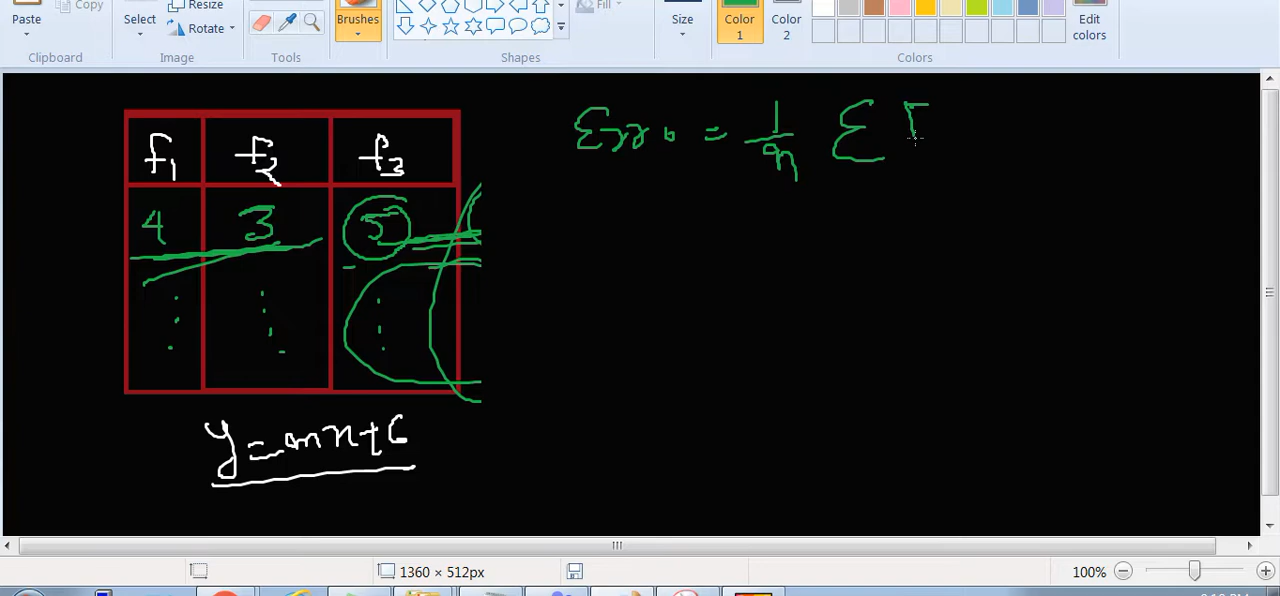 Copy
Resize
Paste
Select
Rotate
Brushes
Fill
Size
Color 1
Color 2
Edit colors
Clipboard
Image
Tools
Shapes
Colors
f1 f2 f3
4 3 5
Error = 1/n Σ [
y=mx+c
1360 × 512px
100%